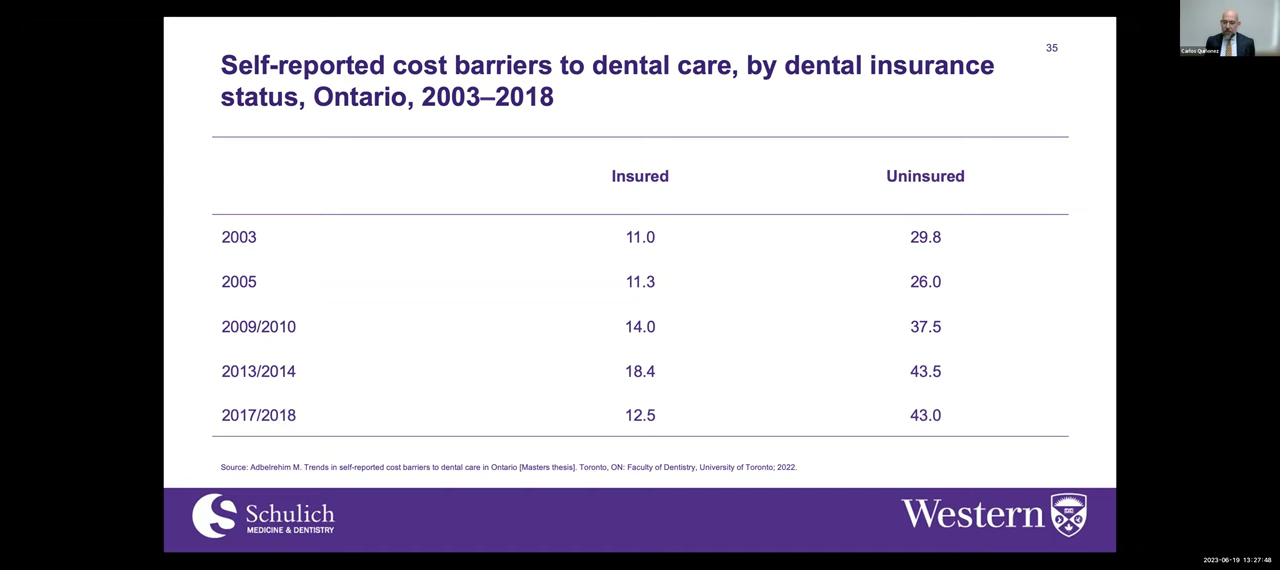 35
Self-reported cost barriers to dental care, by dental insurance
status, Ontario, 2003–2018
Insured Uninsured
2003 11.0 29.8
2005 11.3 26.0
2009/2010 14.0 37.5
2013/2014 18.4 43.5
2017/2018 12.5 43.0
Source: Adbelrehim M. Trends in self-reported cost barriers to dental care in Ontario [Masters thesis]. Toronto, ON: Faculty of Dentistry, University of Toronto; 2022.
Schulich
MEDICINE & DENTISTRY
Western
Carlos Quiñonez
2023-06-19 13:27:48